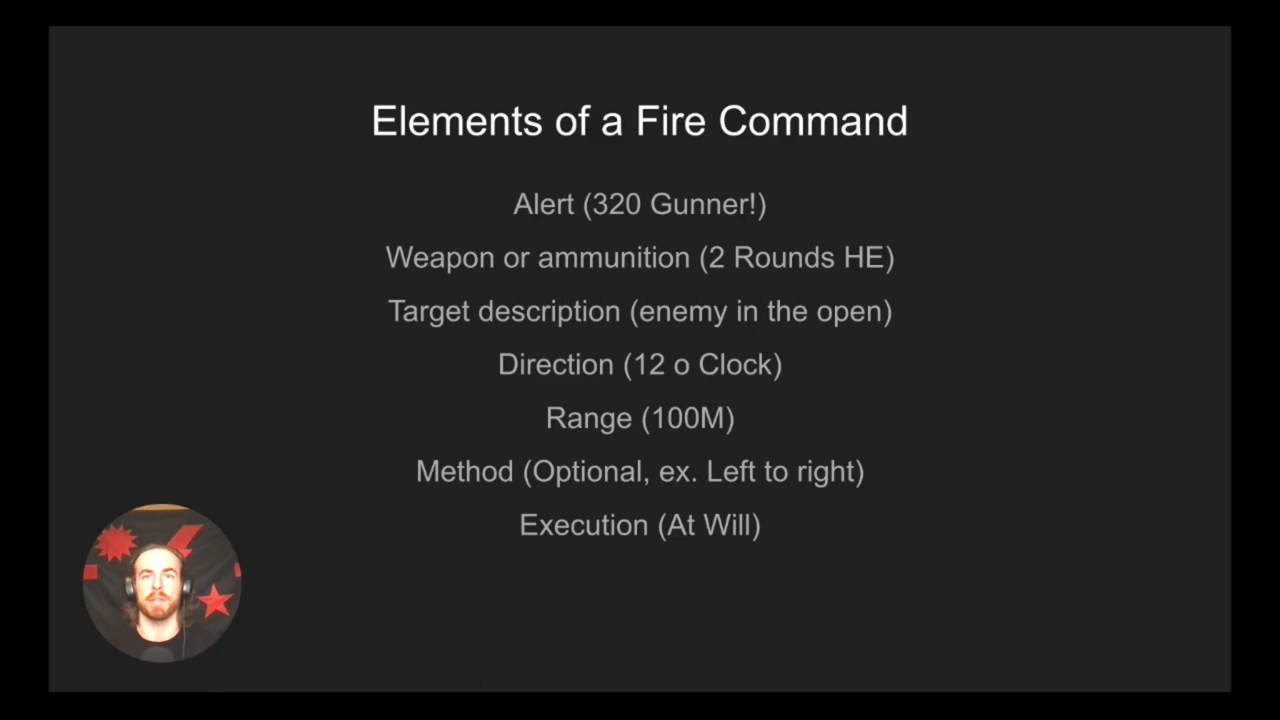 Elements of a Fire Command
Alert (320 Gunner!)
Weapon or ammunition (2 Rounds HE)
Target description (enemy in the open)
Direction (12 o Clock)
Range (100M)
Method (Optional, ex. Left to right)
Execution (At Will)